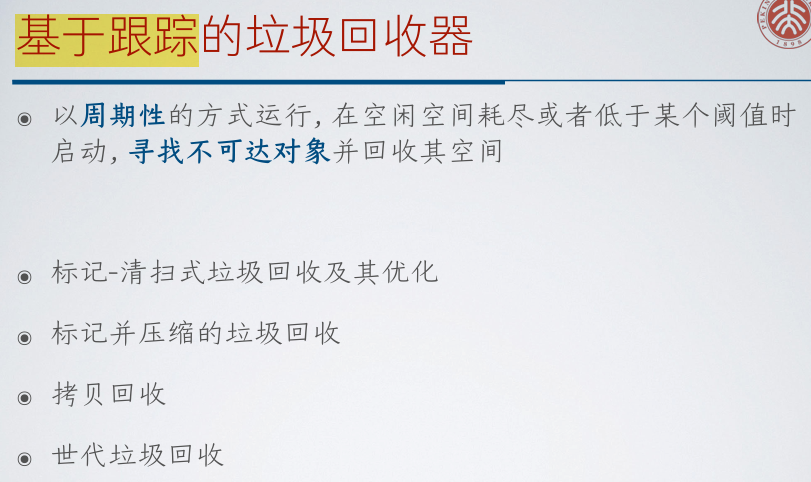 基于跟踪的垃圾回收器
以周期性的方式运行,在空闲空间耗尽或者低于某个阈值时
启动,寻找不可达对象并回收其空间
标记-清扫式垃圾回收及其优化
标记并压缩的垃圾回收
拷贝回收
世代垃圾回收
1898